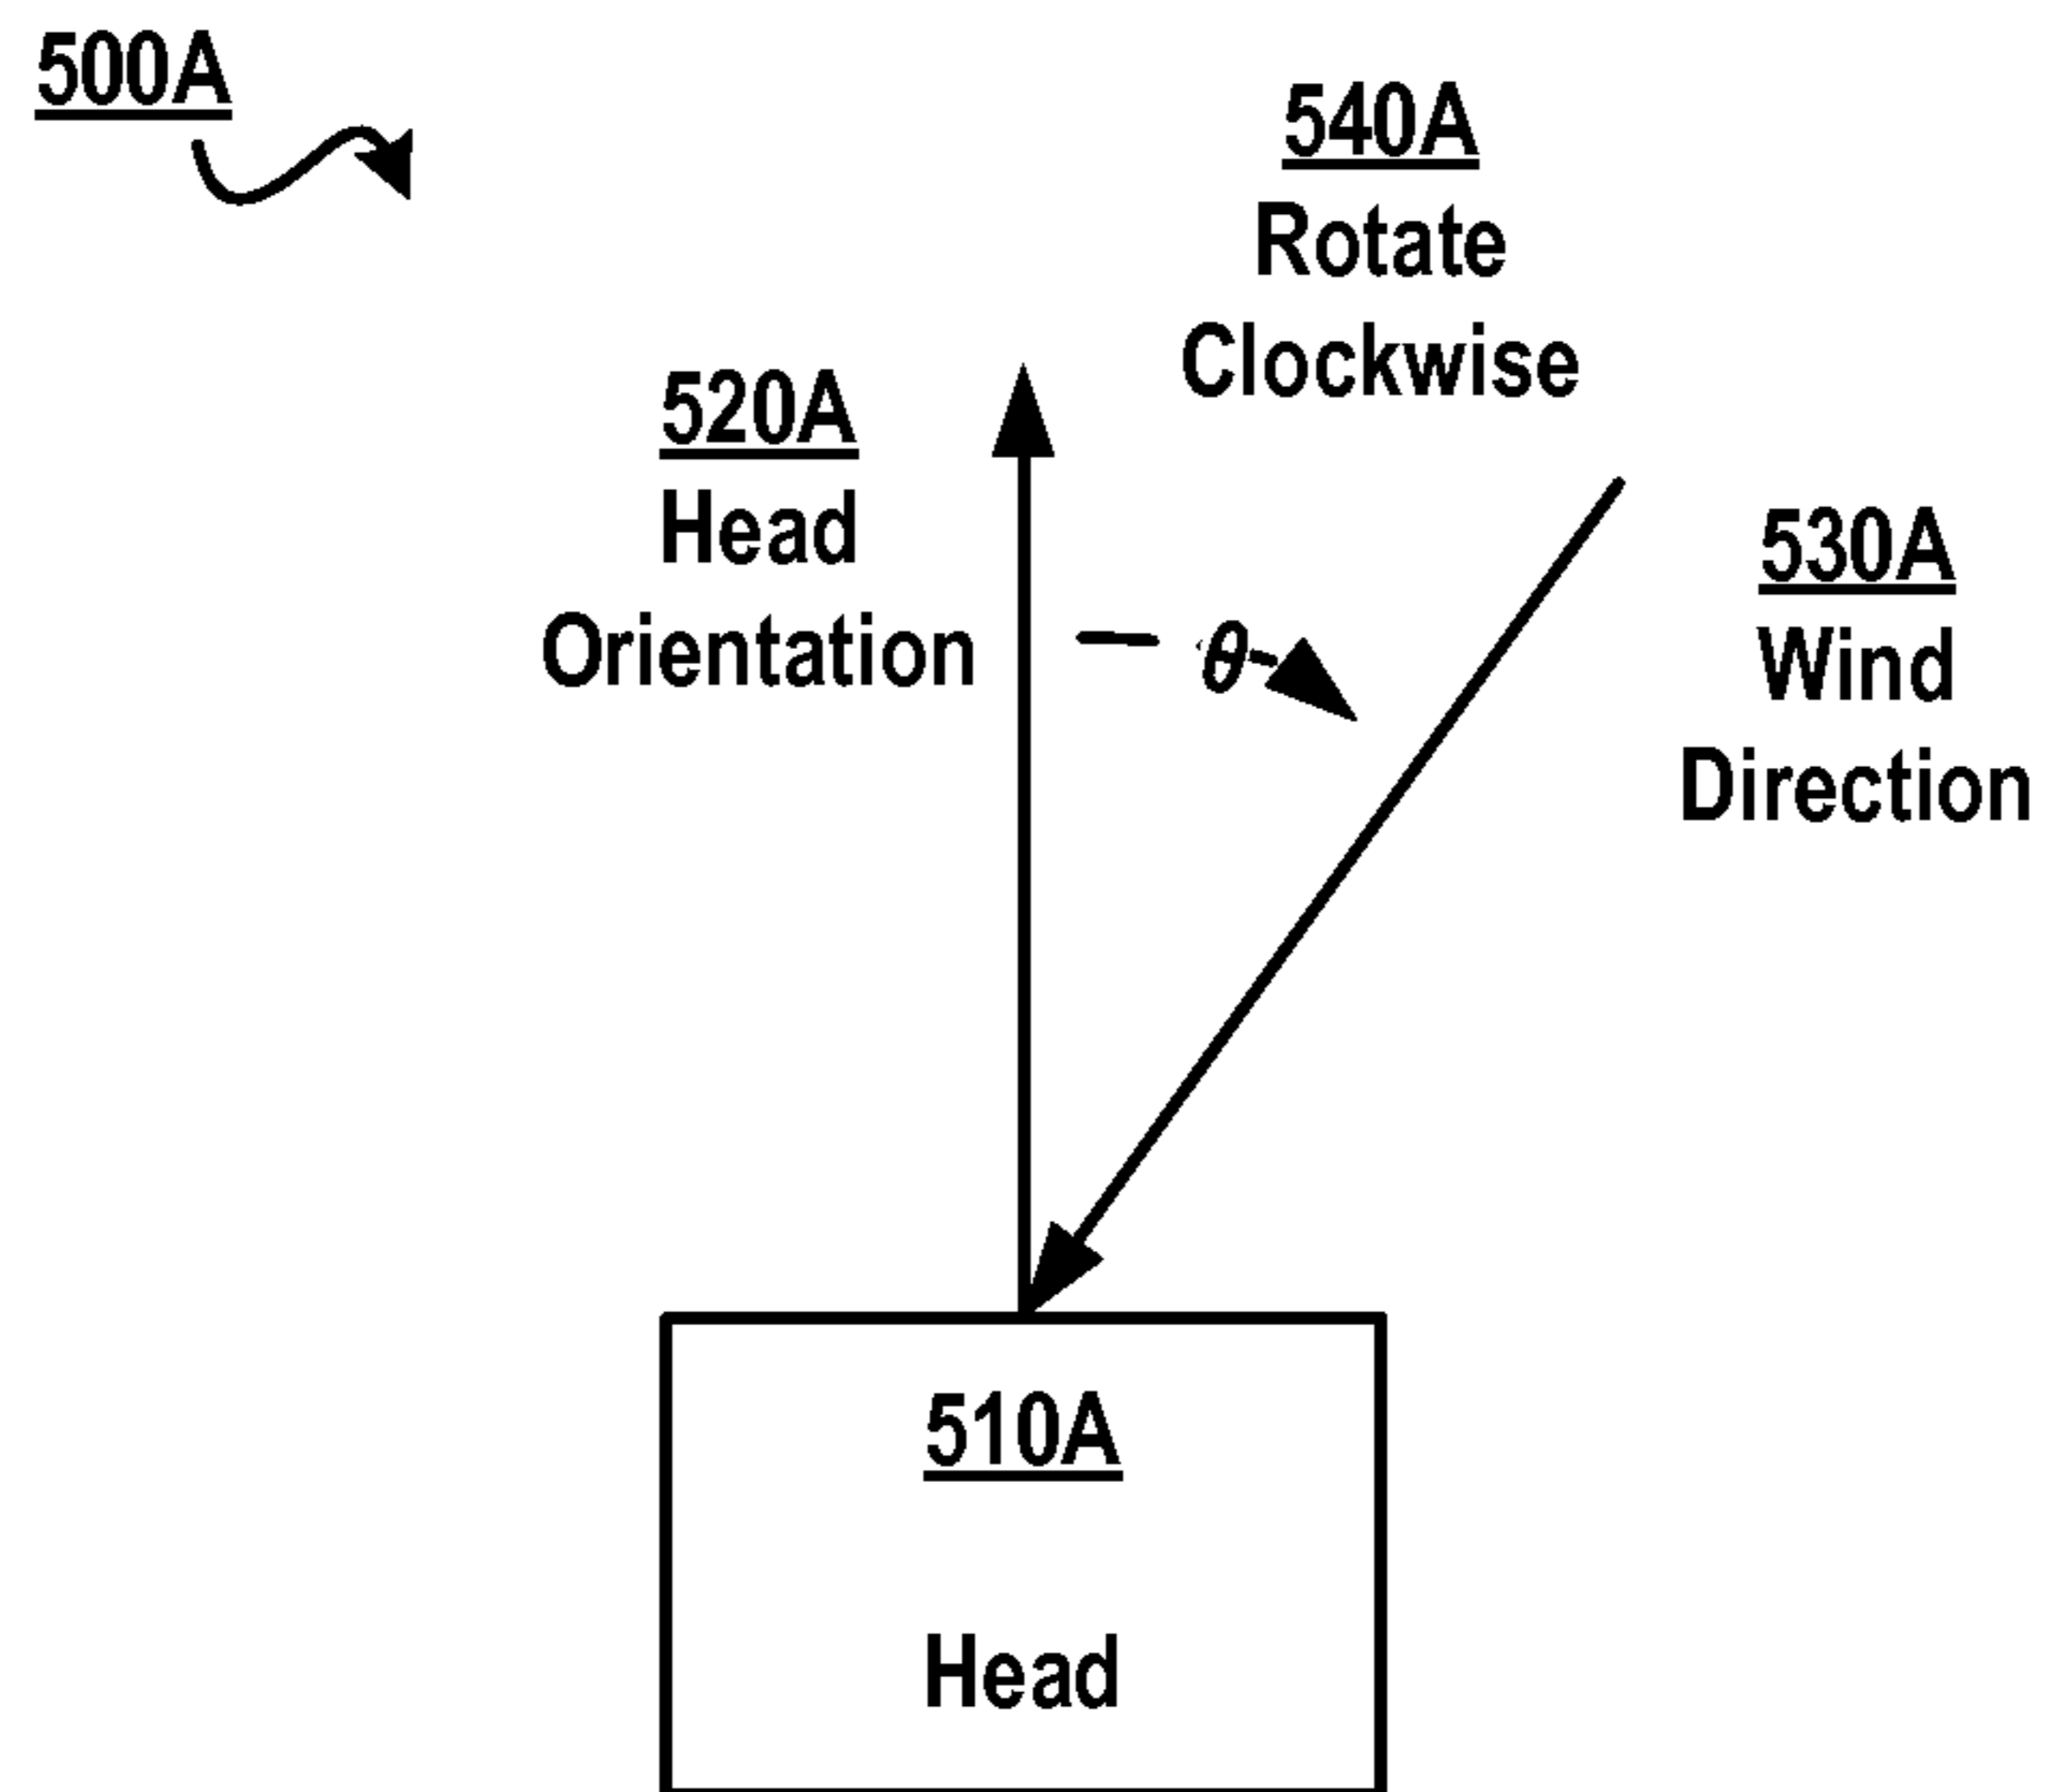 500A
540A
Rotate
Clockwise
520A
Head
Orientation
530A
Wind
Direction
θ
510A
Head